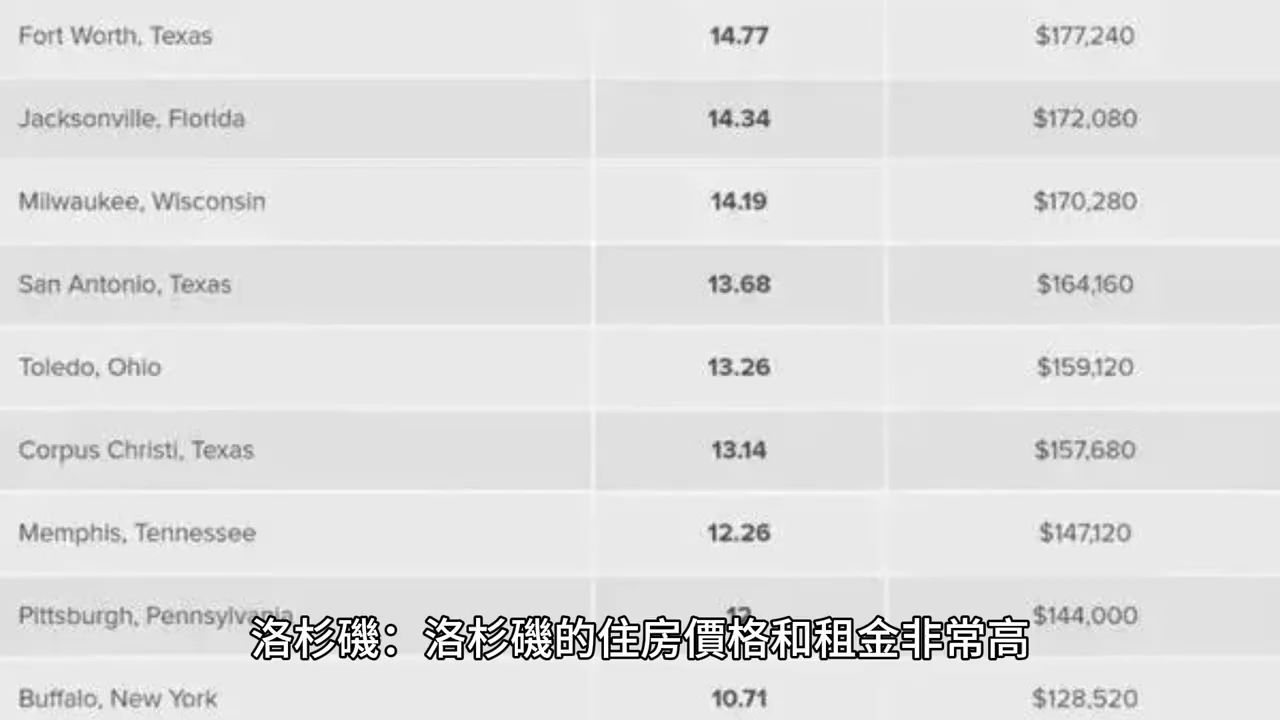 Fort Worth, Texas 14.77 $177,240
Jacksonville, Florida 14.34 $172,080
Milwaukee, Wisconsin 14.19 $170,280
San Antonio, Texas 13.68 $164,160
Toledo, Ohio 13.26 $159,120
Corpus Christi, Texas 13.14 $157,680
Memphis, Tennessee 12.26 $147,120
Pittsburgh, Pennsylvania 12 $144,000
洛杉磯：洛杉磯的住房價格和租金非常高
Buffalo, New York 10.71 $128,520